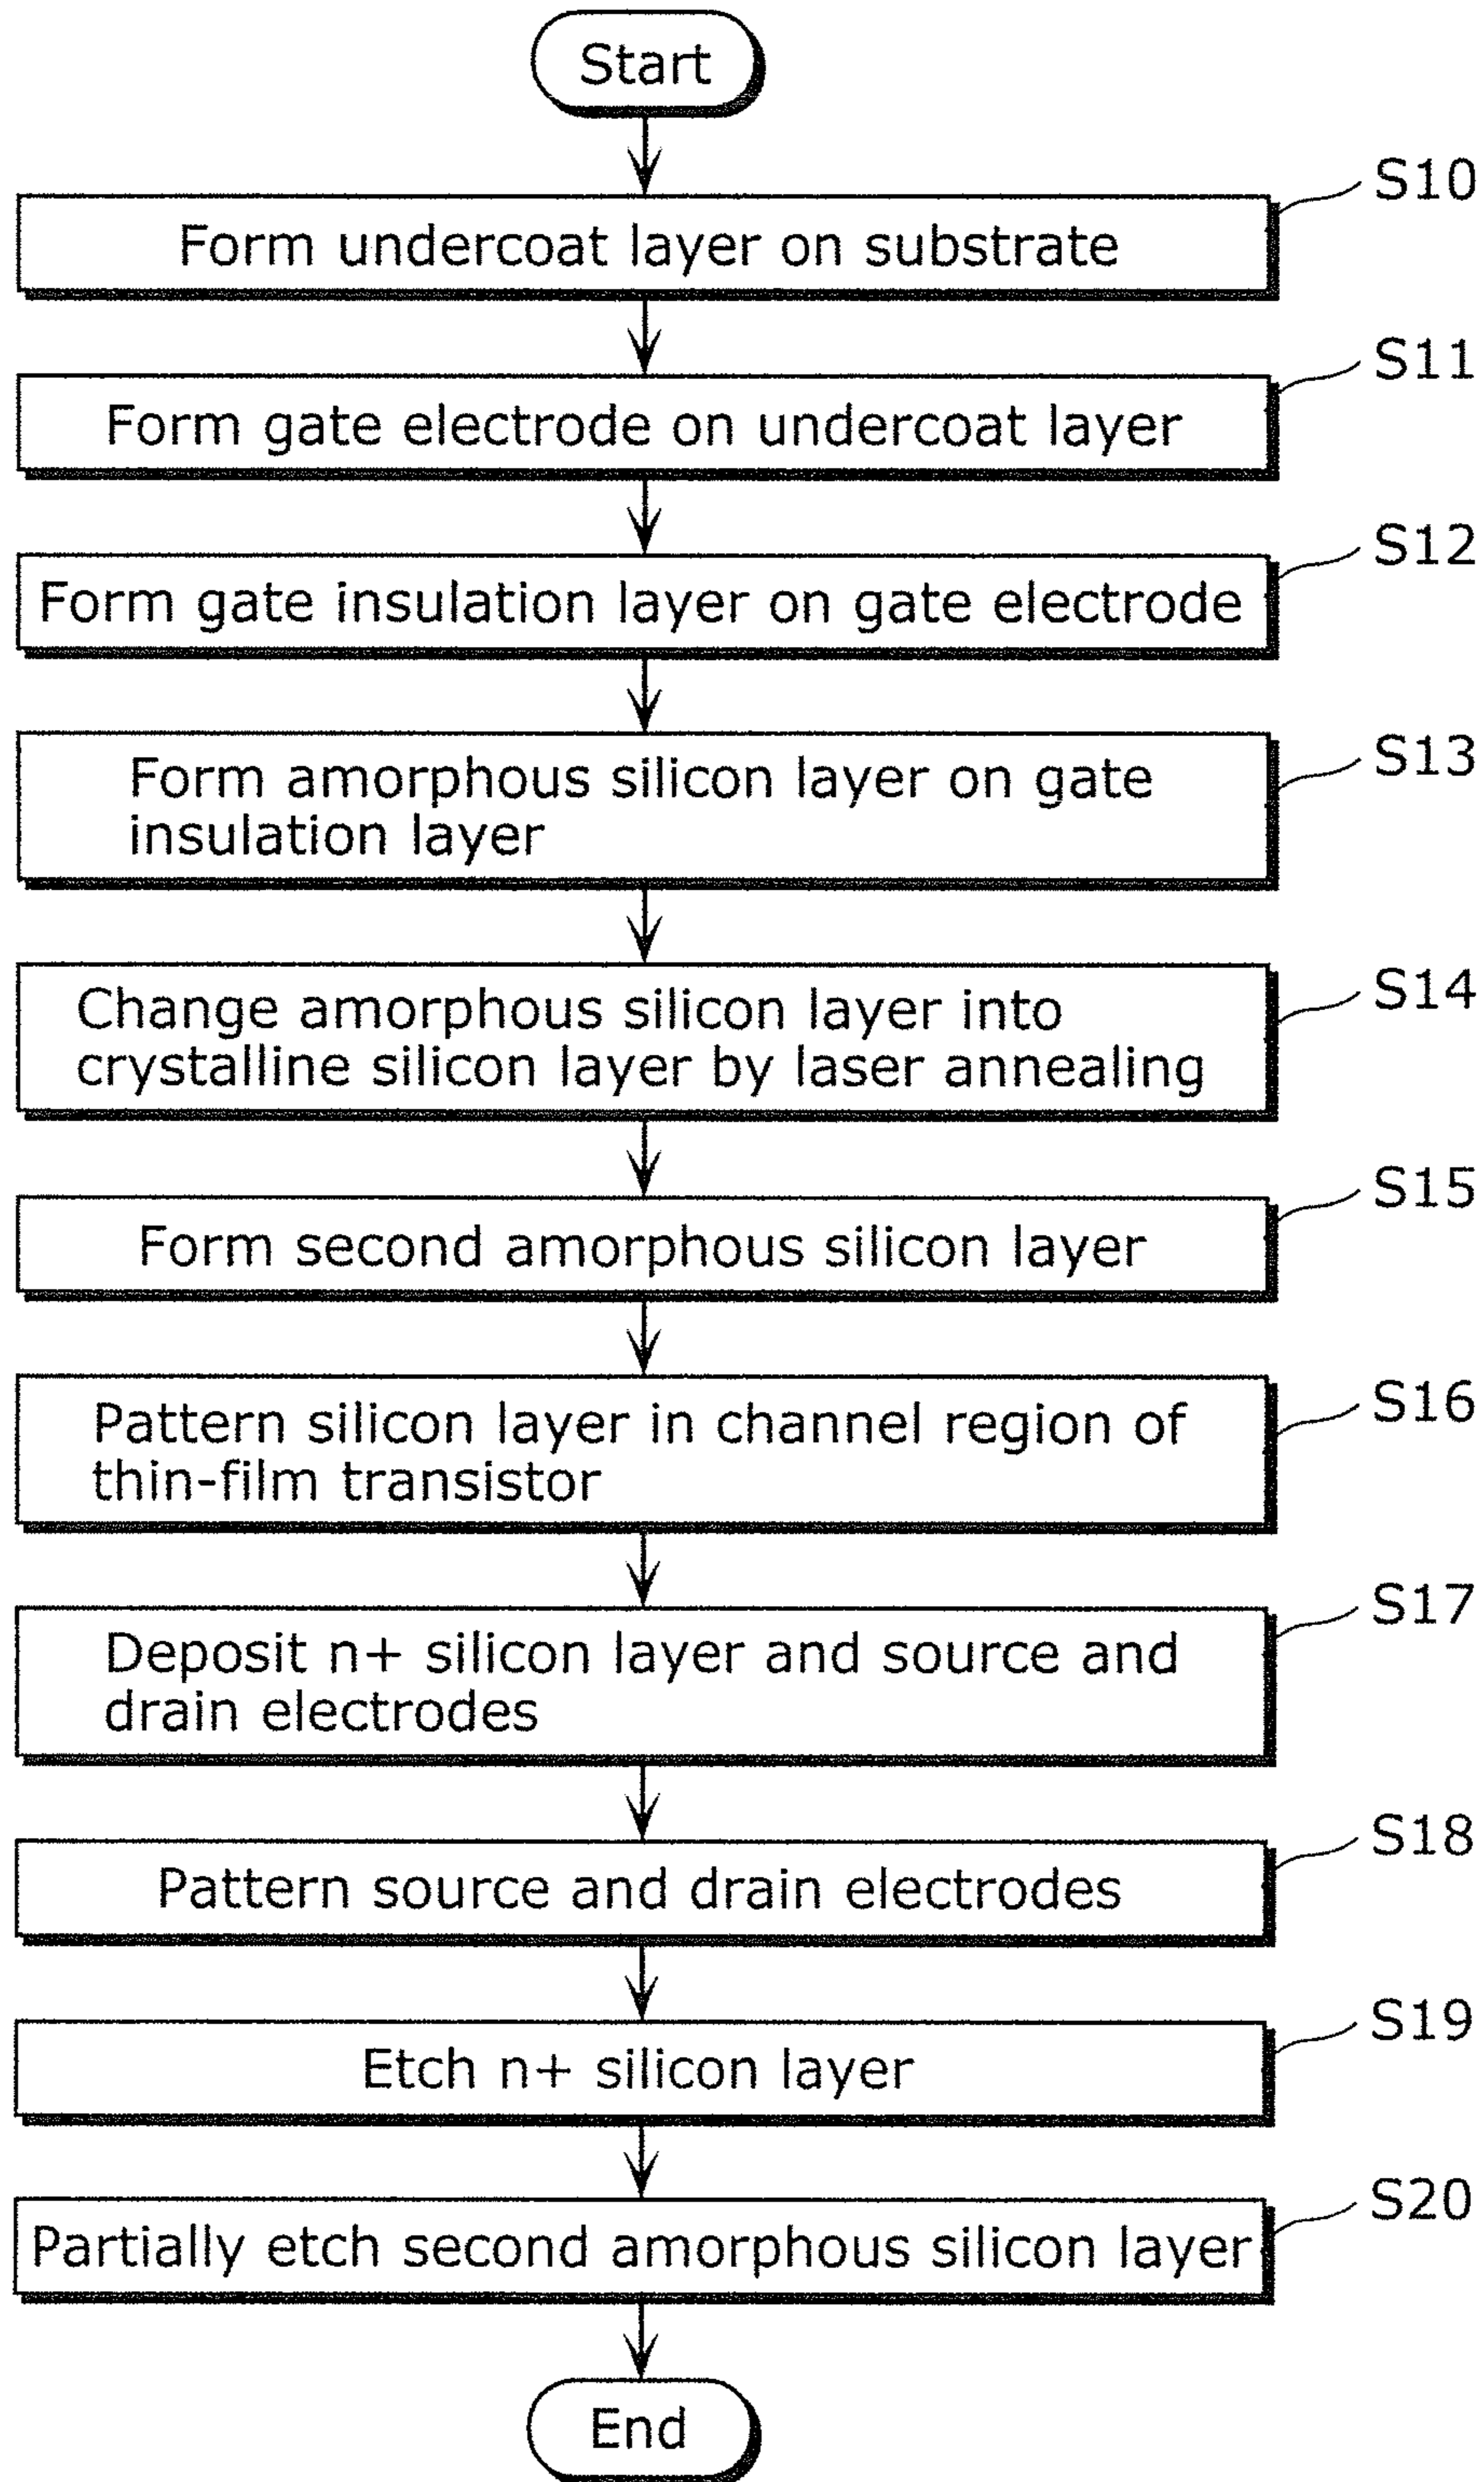 Start
S10
Form undercoat layer on substrate
S11
Form gate electrode on undercoat layer
S12
Form gate insulation layer on gate electrode
S13
Form amorphous silicon layer on gate
insulation layer
S14
Change amorphous silicon layer into
crystalline silicon layer by laser annealing
S15
Form second amorphous silicon layer
S16
Pattern silicon layer in channel region of
thin-film transistor
S17
Deposit n+ silicon layer and source and
drain electrodes
S18
Pattern source and drain electrodes
S19
Etch n+ silicon layer
S20
Partially etch second amorphous silicon layer
End